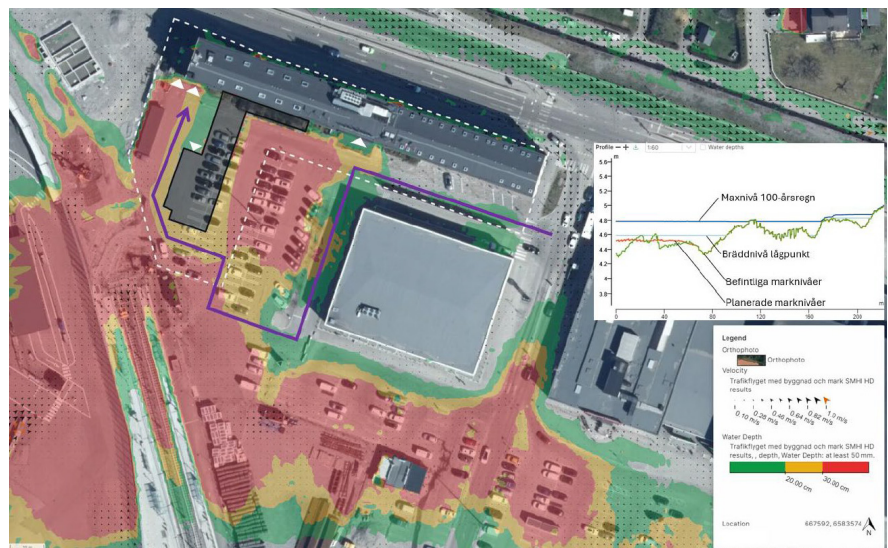 Profile
1:60
Water depths
m
5.6
5.4
5.2
5
4.8
4.6
4.4
4.2
4
3.8
Maxnivå 100-årsregn
Bräddnivå lågpunkt
Befintliga marknivåer
Planerade marknivåer
m
0 40 80 120 160 200
Legend
Orthophoto
Orthophoto
Velocity
Trafikflyget med byggnad och mark SMHI HD
results
0.10 m/s 0.28 m/s 0.46 m/s 0.64 m/s 0.82 m/s 1.0 m/s
Water Depth
Trafikflyget med byggnad och mark SMHI HD
results, , depth, Water Depth: at least 50 mm.
20.00 cm 30.00 cm
Location 667592, 6583574
N